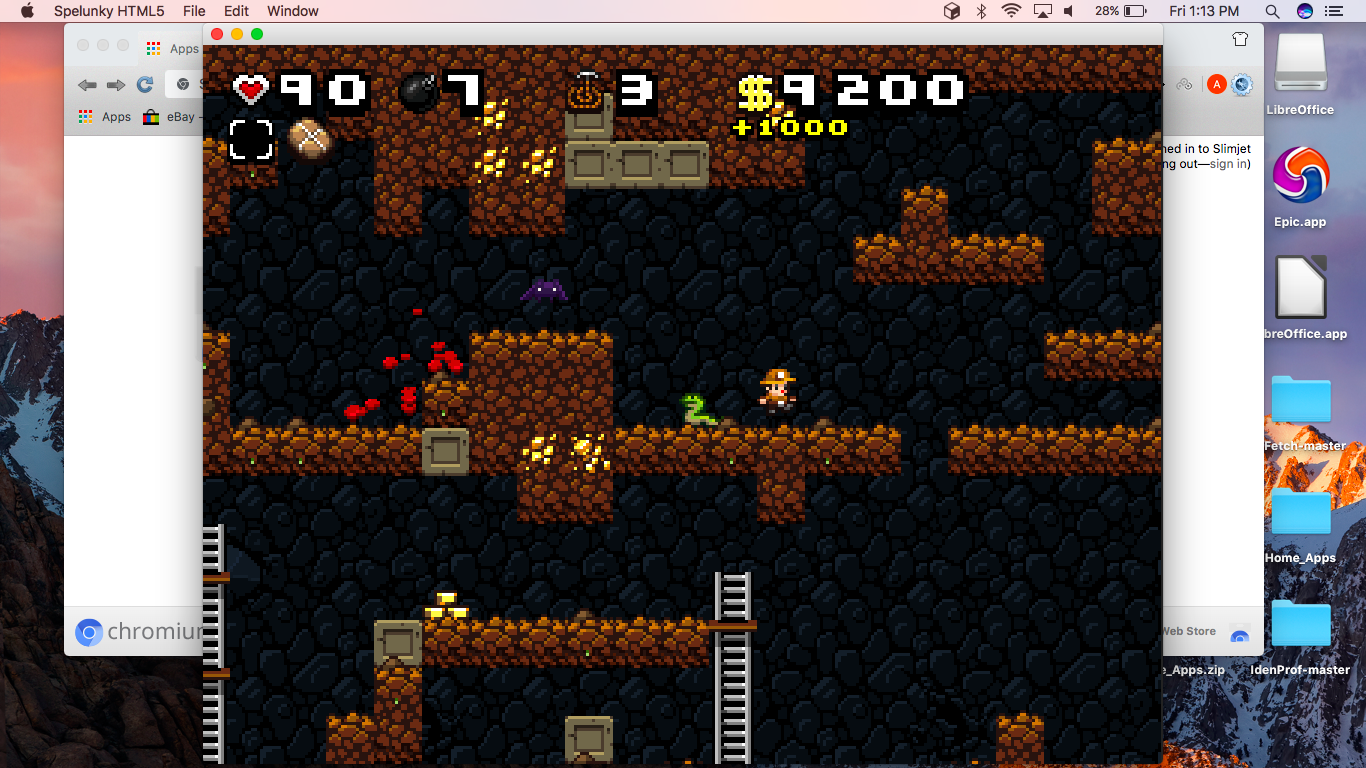 Spelunky HTML5 File Edit Window 28% Fri 1:13 PM
Apps
90 7 3 $9 200
A
+1000
Apps eBay -
ned in to Slimjet
ng out—sign in)
LibreOffice
Epic.app
breOffice.app
Fetch-master
Home_Apps
chromium
Web Store
e_Apps.zip IdenProf-master